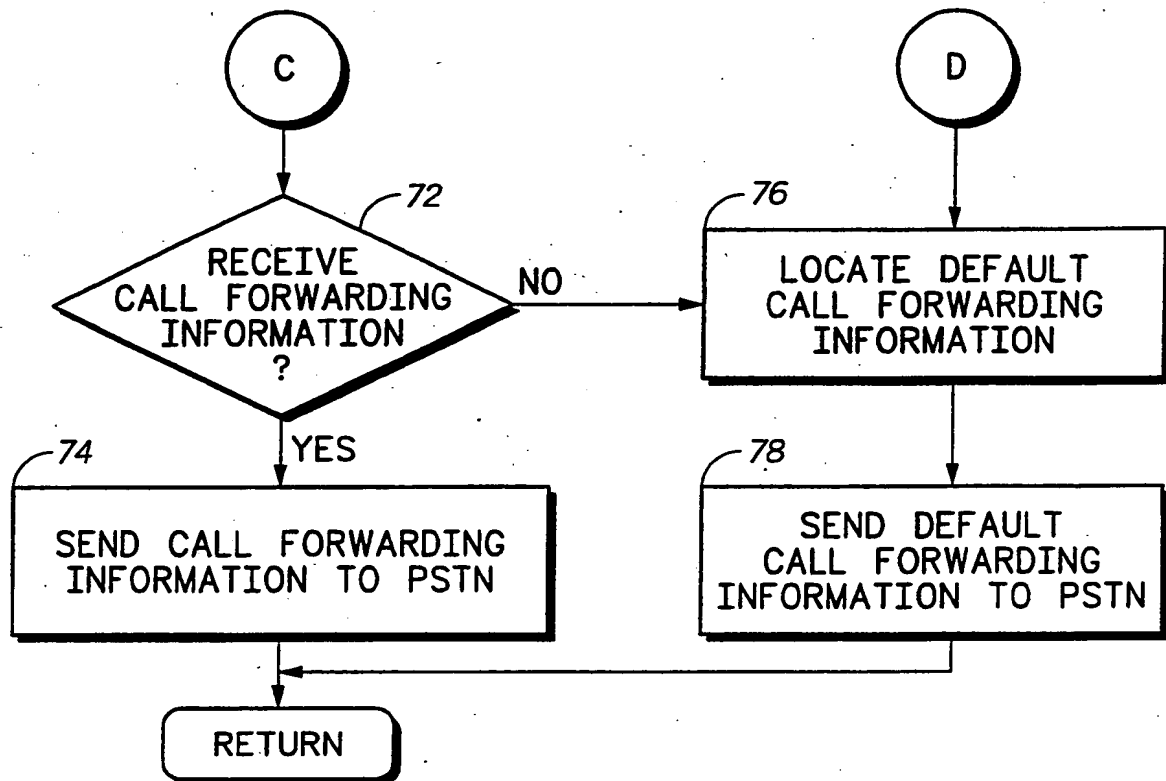 C
D
72
RECEIVE
CALL FORWARDING
INFORMATION
?
NO
76
LOCATE DEFAULT
CALL FORWARDING
INFORMATION
YES
74
SEND CALL FORWARDING
INFORMATION TO PSTN
78
SEND DEFAULT
CALL FORWARDING
INFORMATION TO PSTN
RETURN